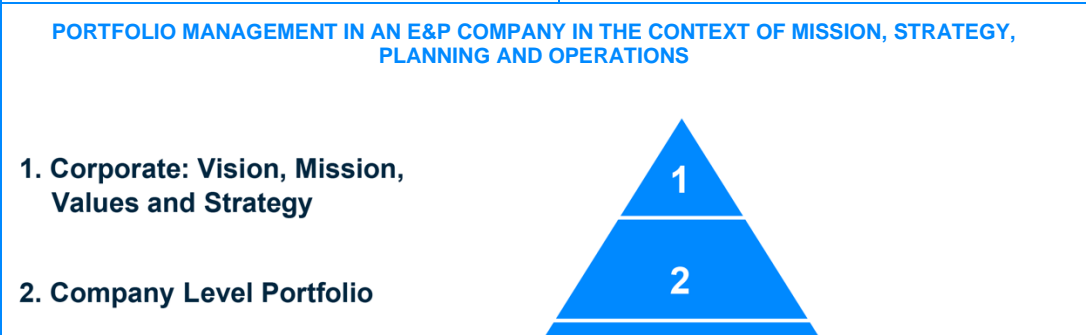 PORTFOLIO MANAGEMENT IN AN E&P COMPANY IN THE CONTEXT OF MISSION, STRATEGY,
PLANNING AND OPERATIONS
1. Corporate: Vision, Mission,
Values and Strategy
1
2. Company Level Portfolio
2